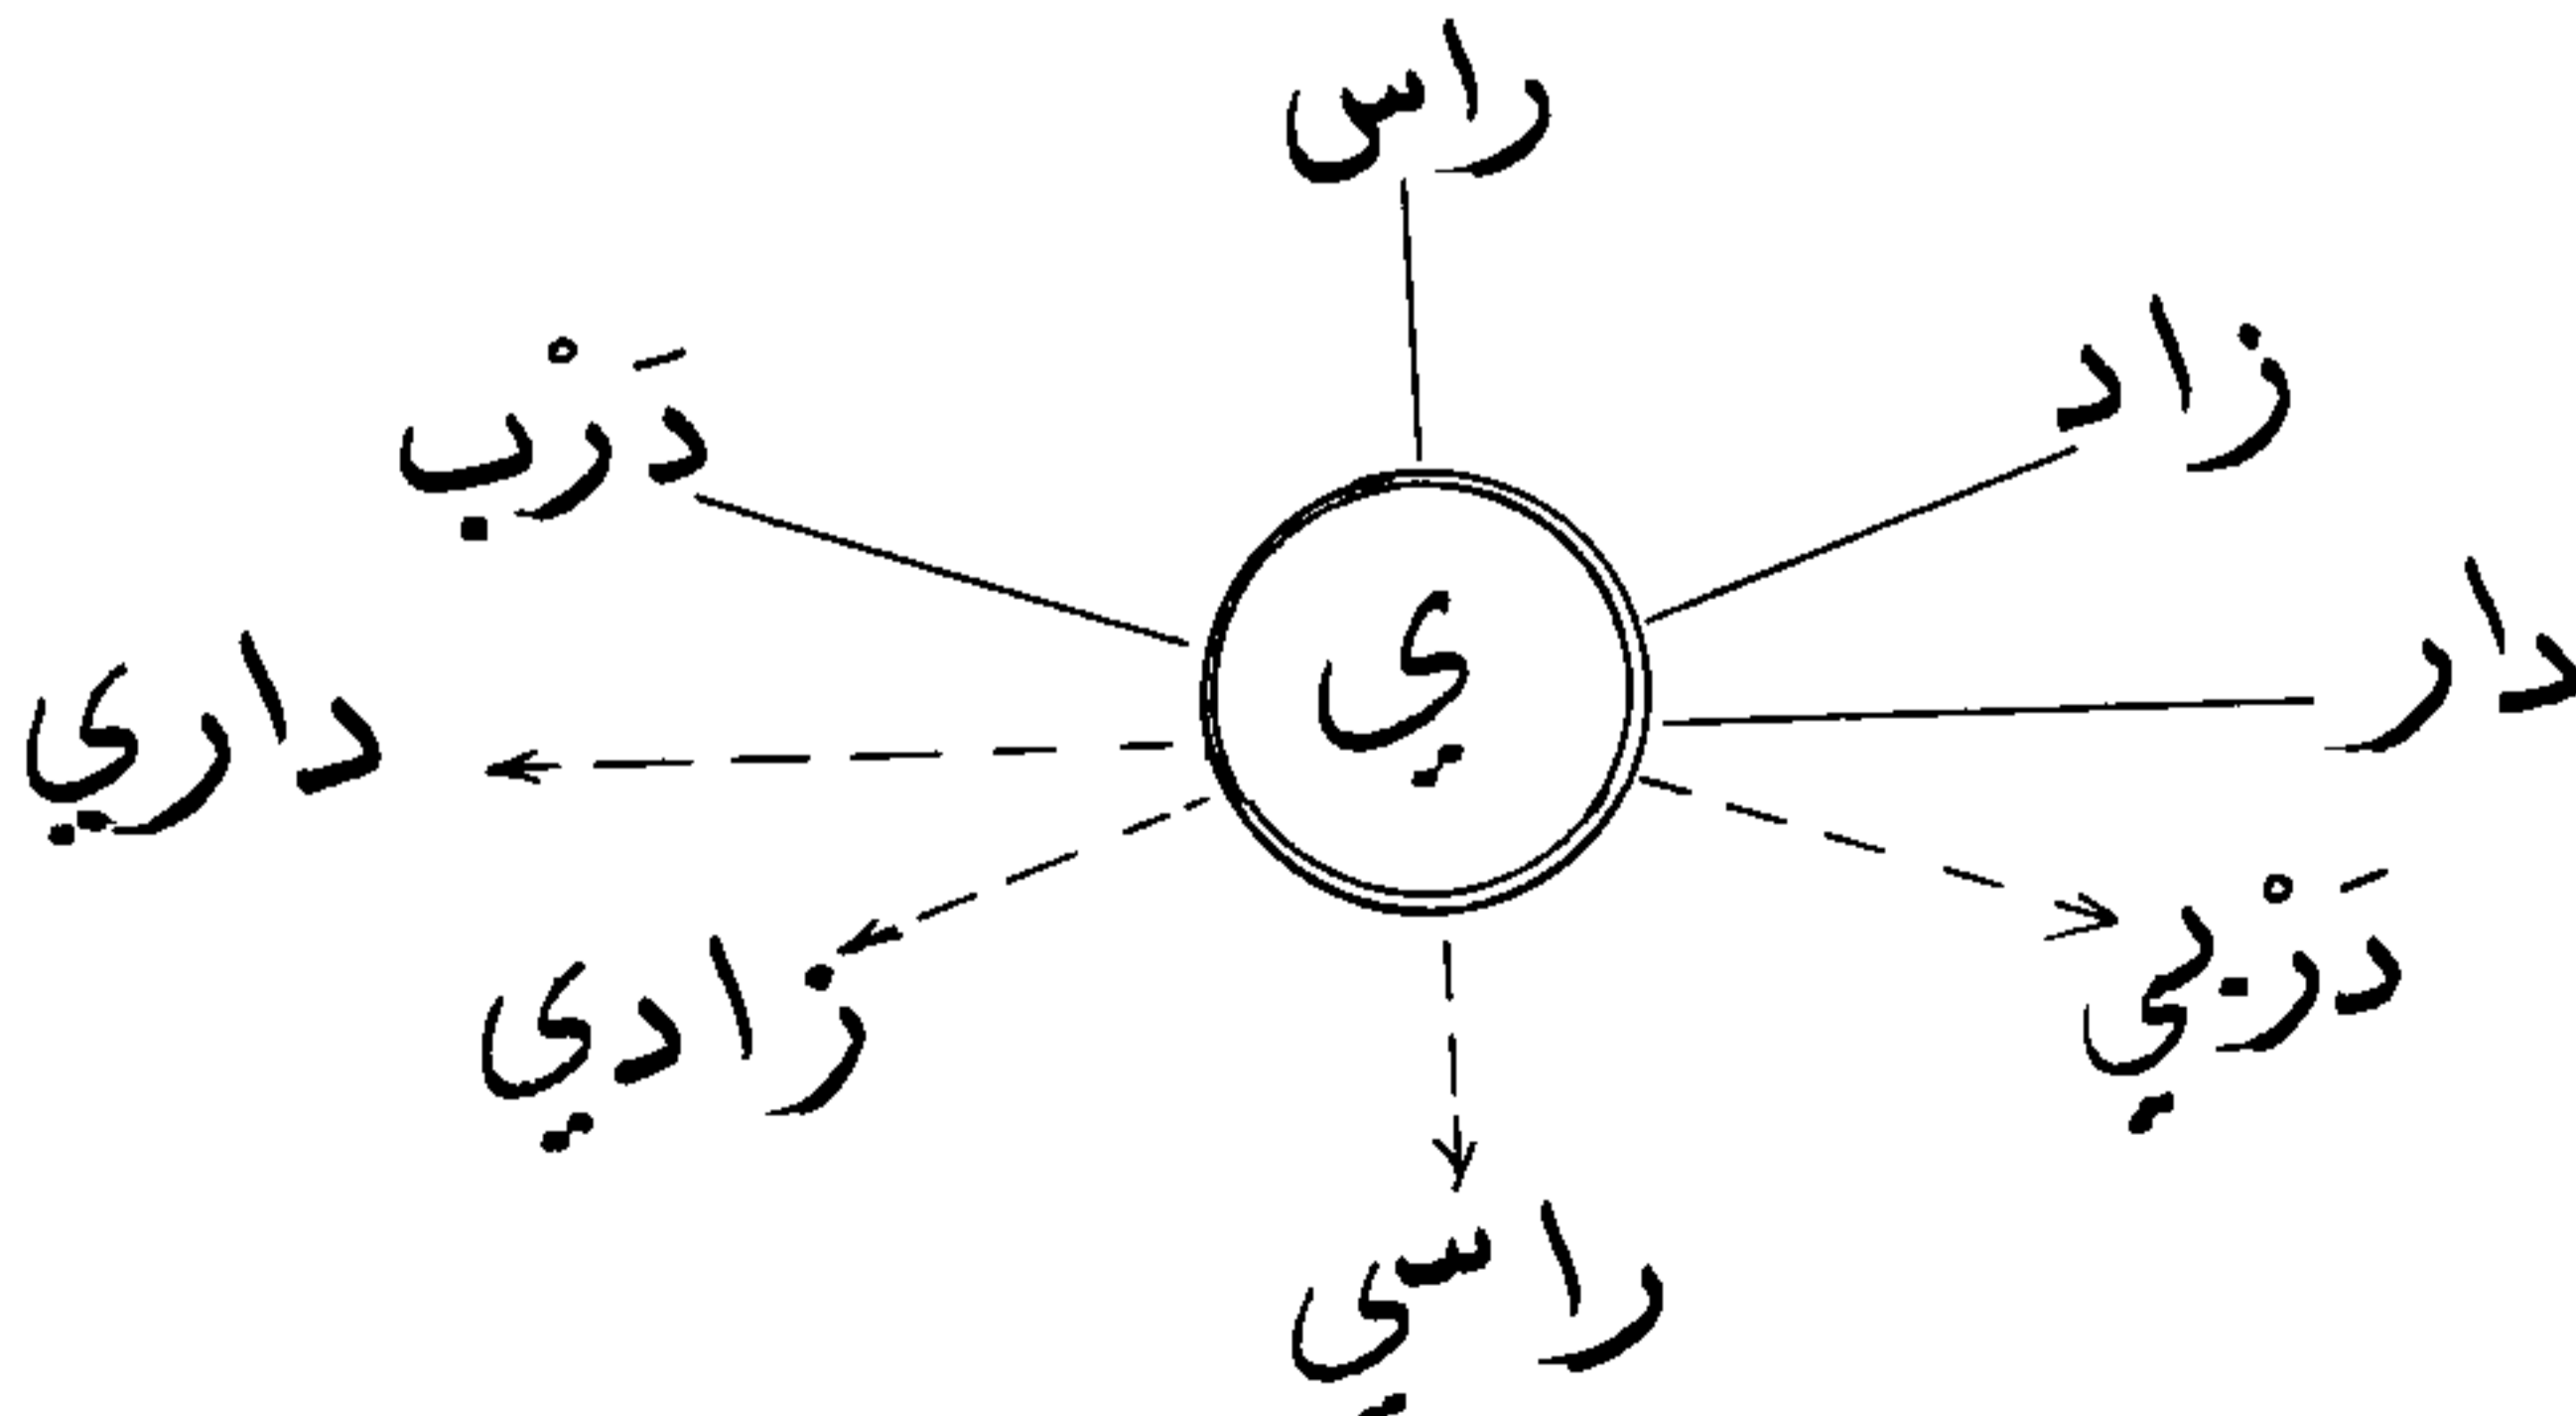 راس
زاد
دَرْب
دار
ي
داري
دَرْبي
زادي
راسي